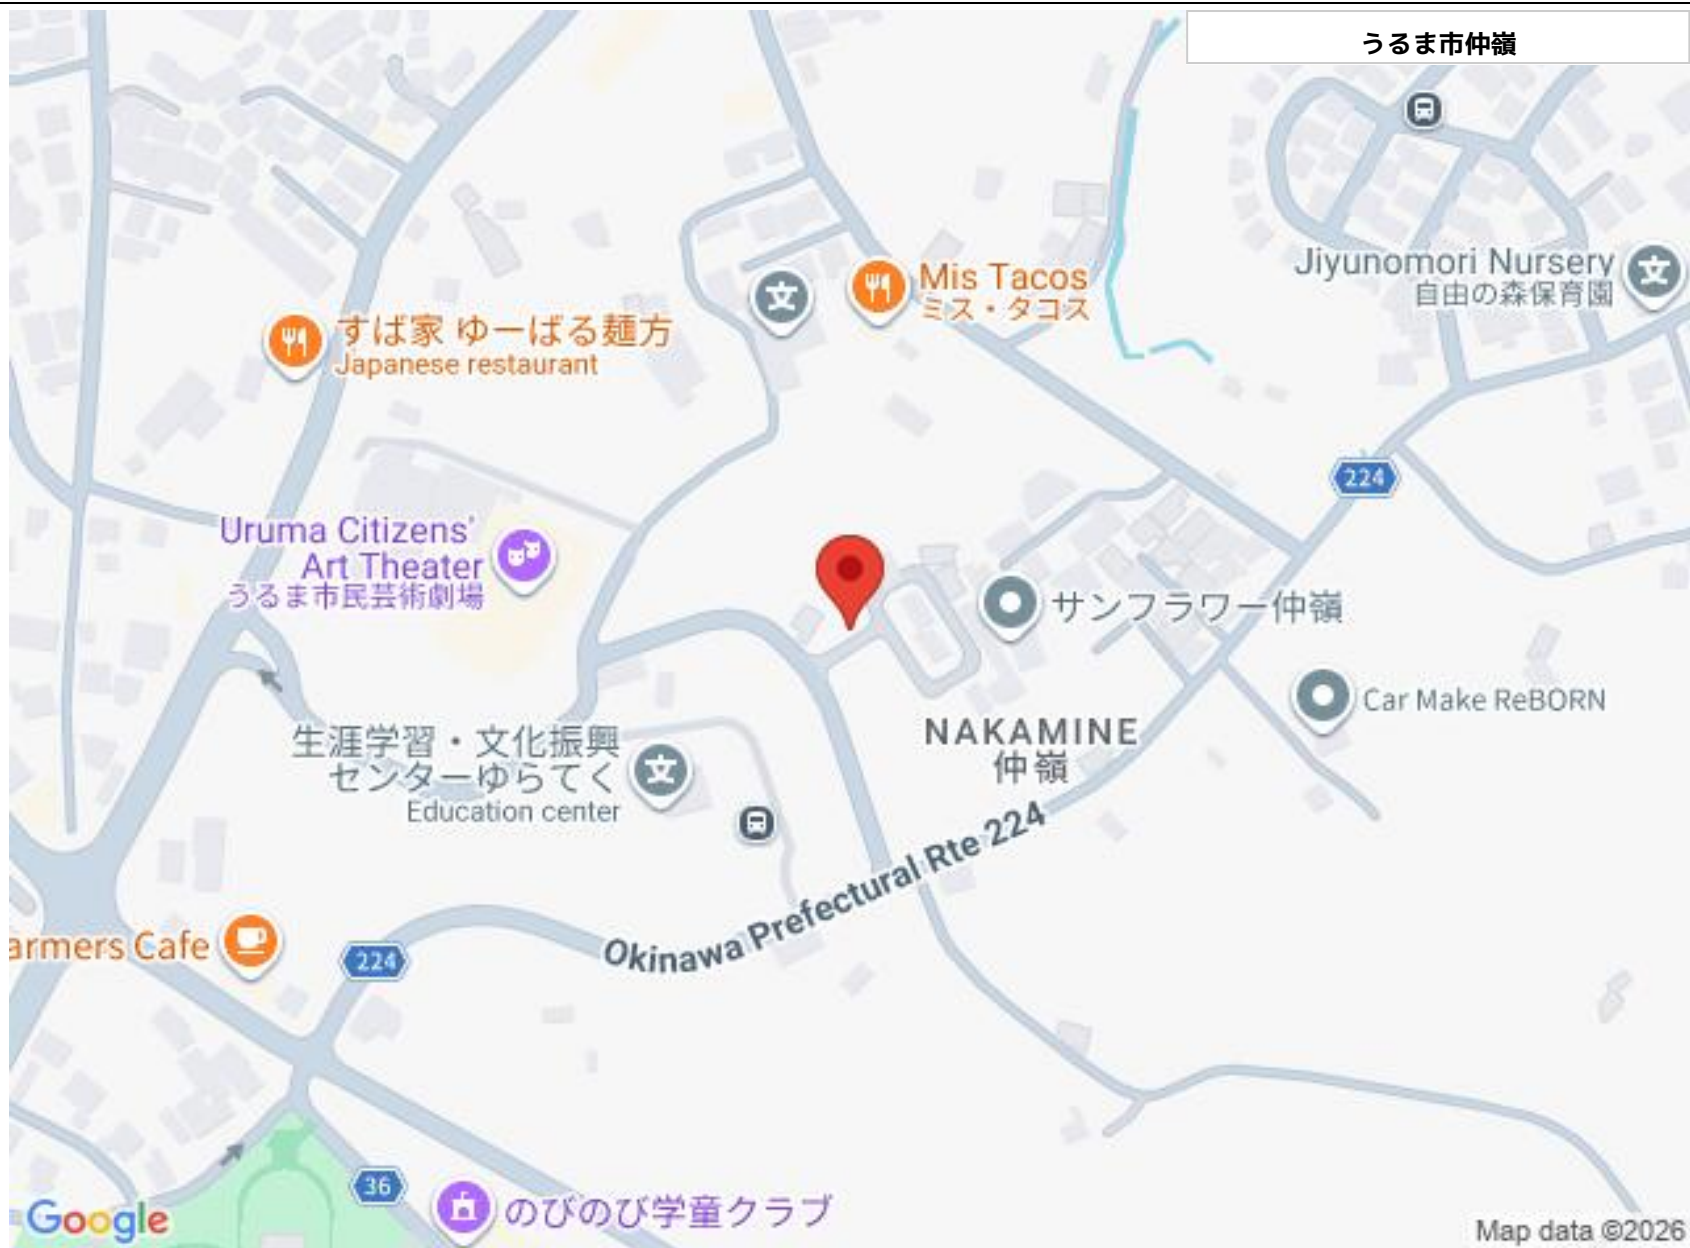 うるま市仲嶺
Jiyunomori Nursery
自由の森保育園
Mis Tacos
ミス・タコス
すば家 ゆーばる麺方
Japanese restaurant
224
Uruma Citizens'
Art Theater
うるま市民芸術劇場
サンフラワー仲嶺
Car Make ReBORN
NAKAMINE
仲嶺
生涯学習・文化振興
センターゆらてく
Education center
Okinawa Prefectural Rte 224
armers Cafe
224
36
のびのび学童クラブ
Google
Map data ©2026